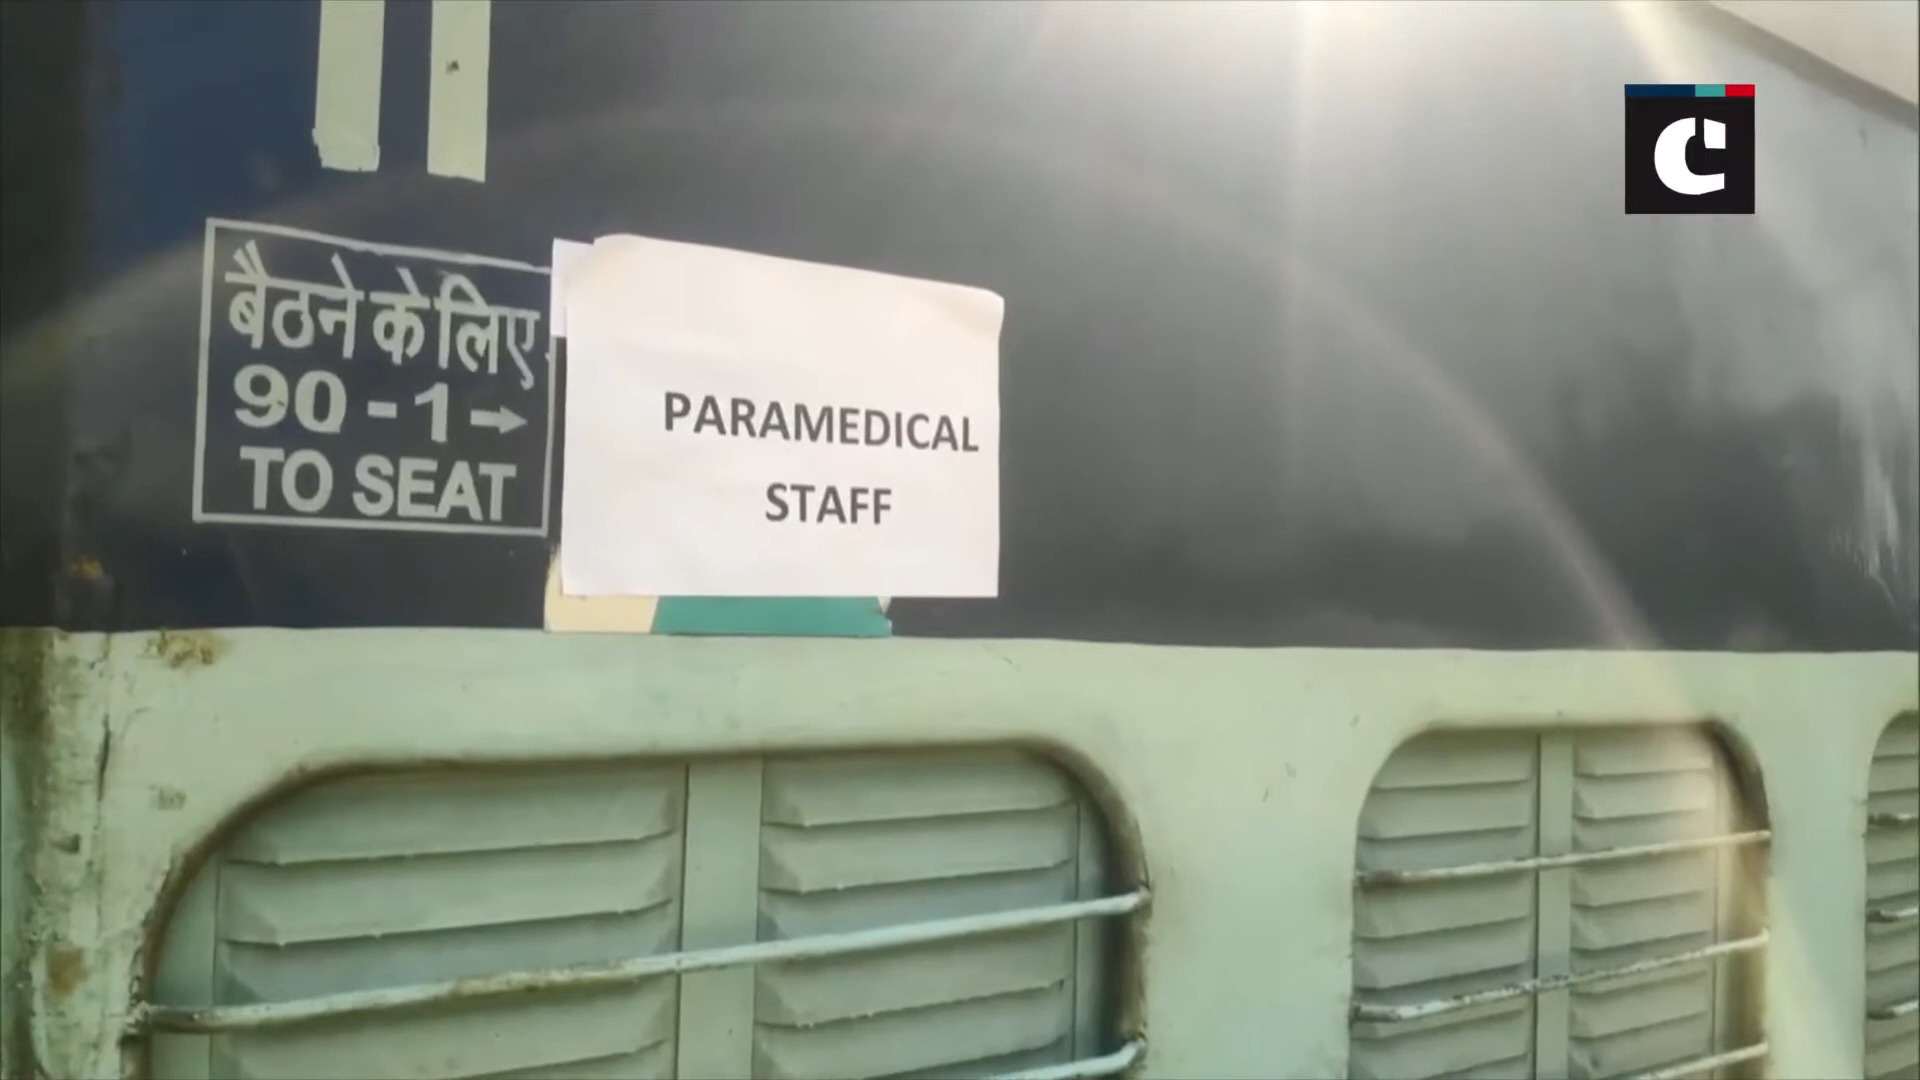 बैठने के लिए
90 - 1 →
TO SEAT
PARAMEDICAL
STAFF
C